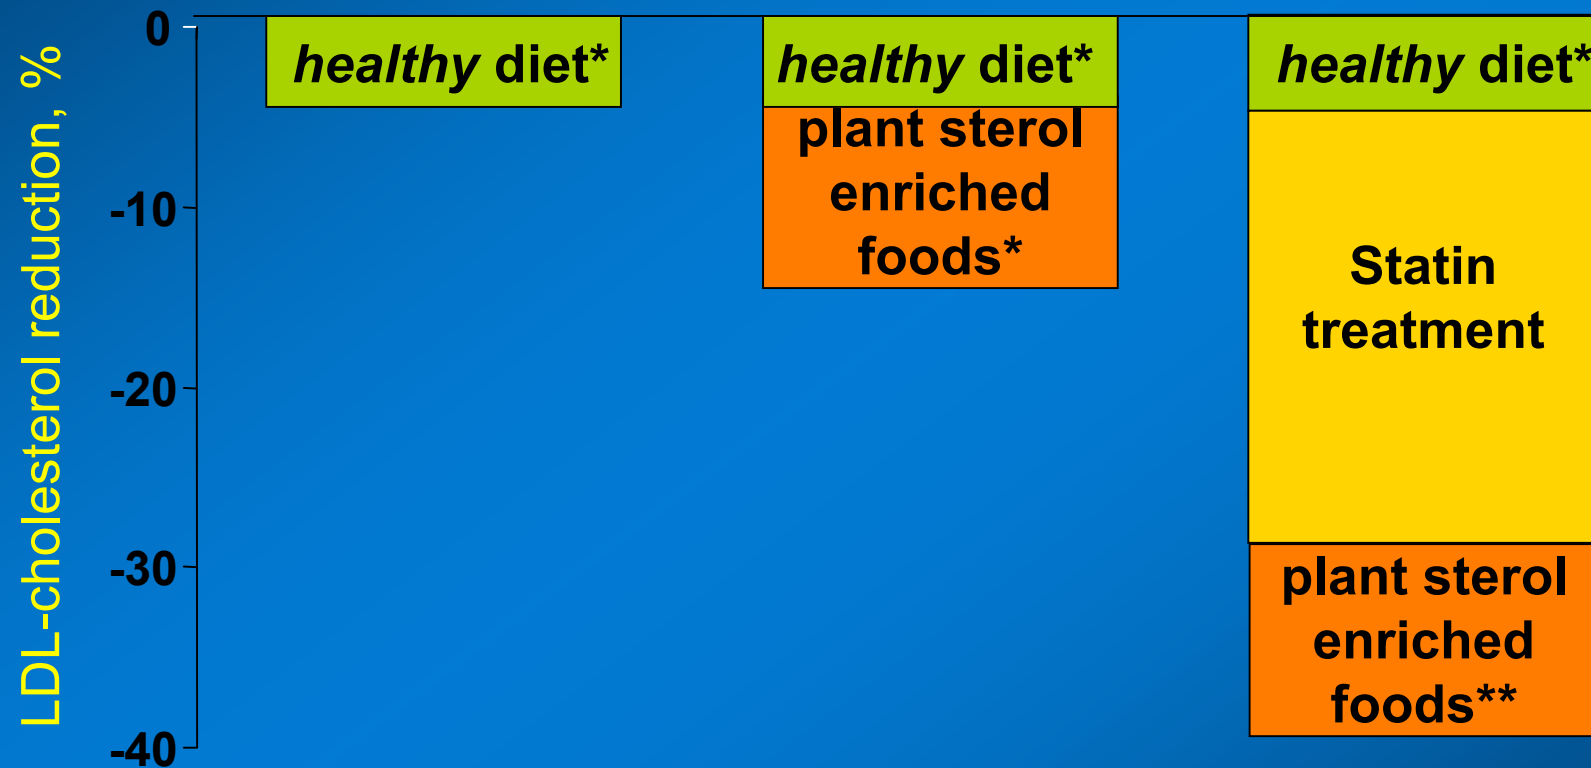 LDL-cholesterol reduction, %
0
-10
-20
-30
-40
healthy diet*
healthy diet*
plant sterol
enriched
foods*
healthy diet*
Statin
treatment
plant sterol
enriched
foods**